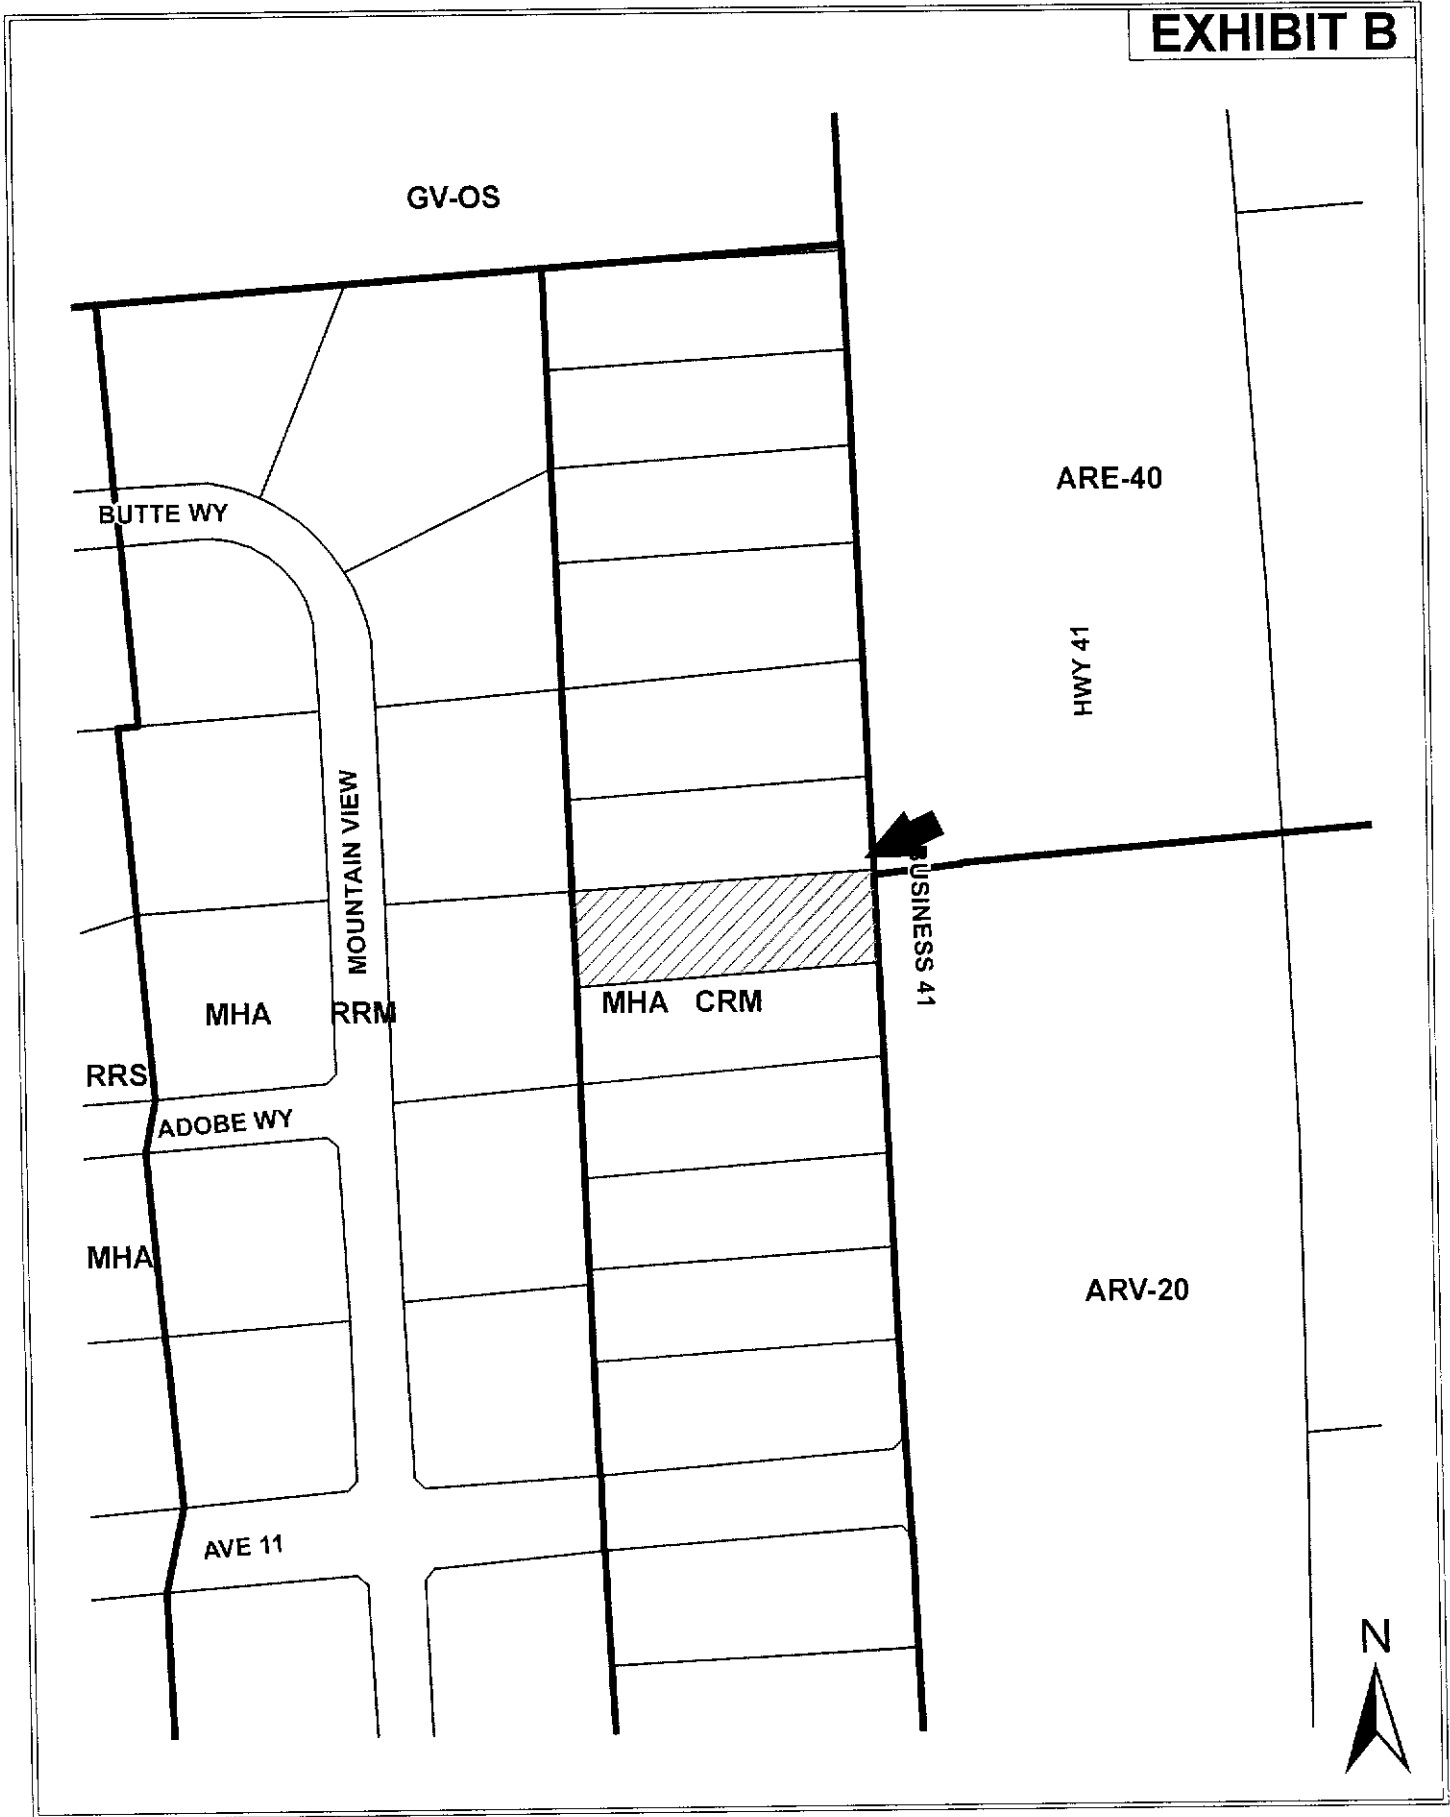 EXHIBIT B
GV-OS
ARE-40
BUTTE WY
HWY 41
MOUNTAIN VIEW
BUSINESS 41
MHA CRM
MHA RRM
RRS
ADOBE WY
MHA
ARV-20
AVE 11
N